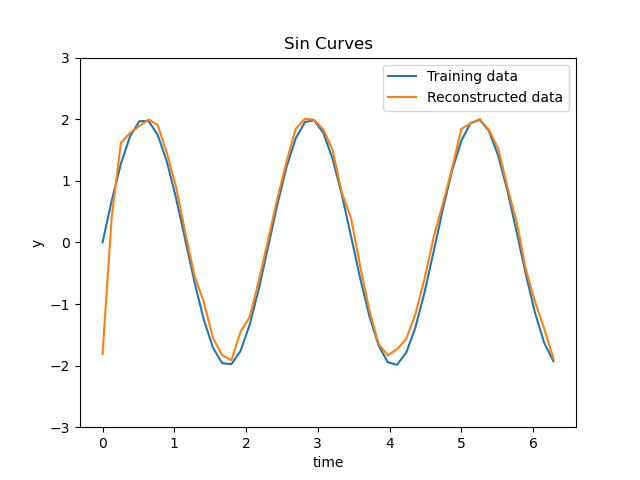 Sin Curves
Training data
Reconstructed data
3
2
1
0
−1
−2
−3
y
0 1 2 3 4 5 6
time